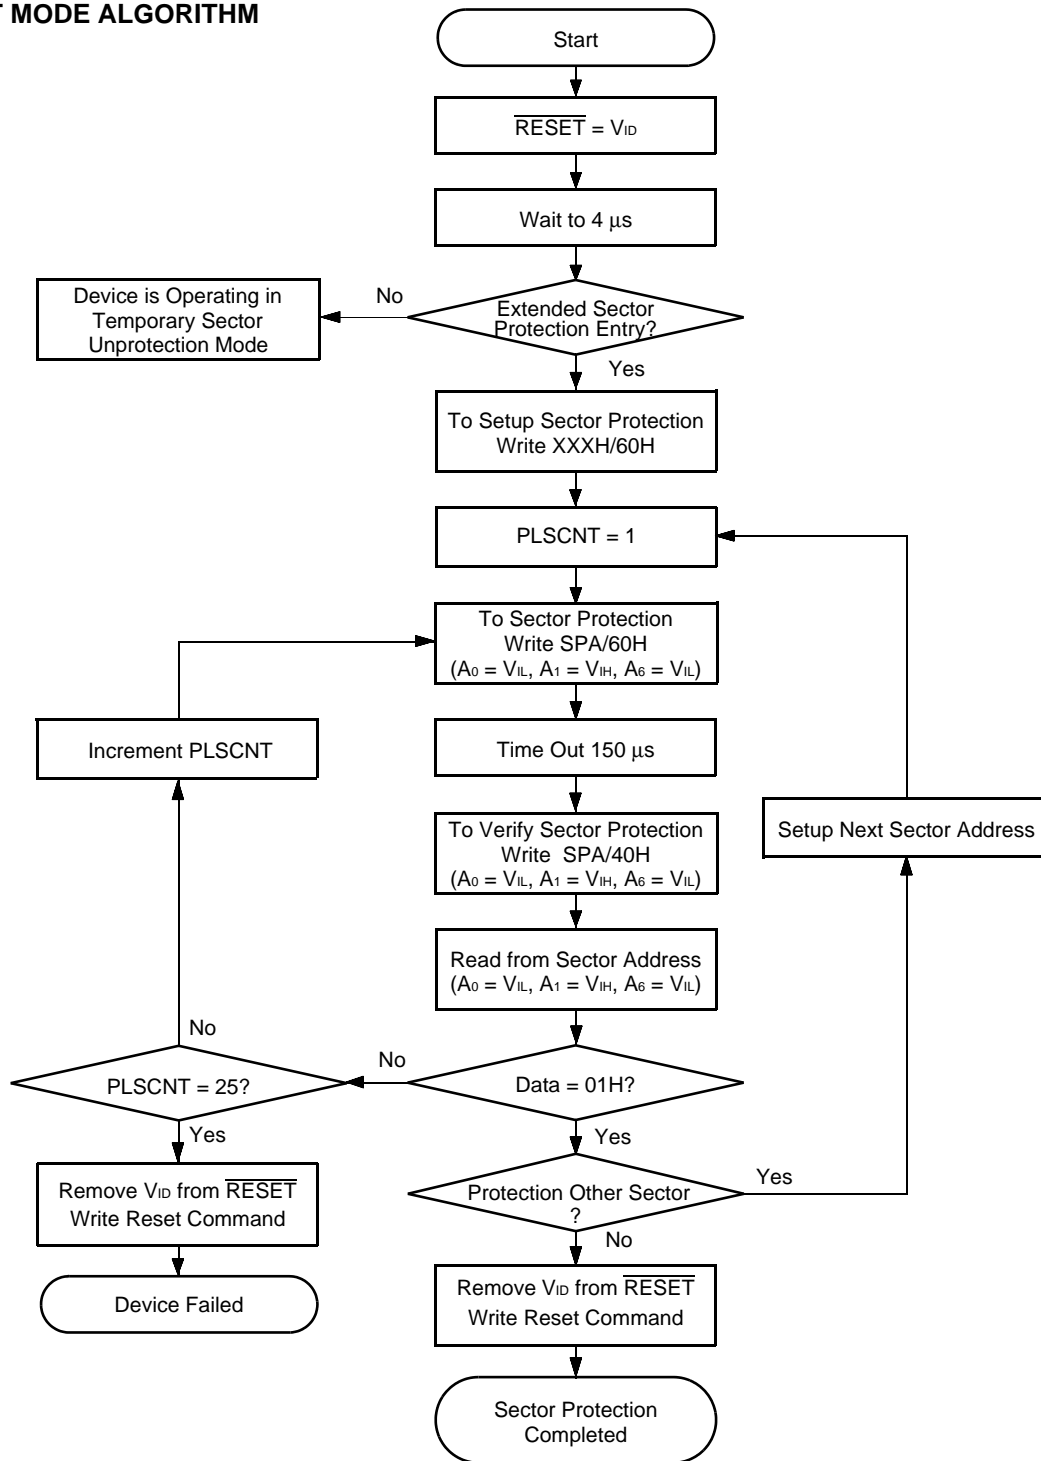 T MODE ALGORITHM
Start
RESET = VID
Wait to 4 µs
Device is Operating in
Temporary Sector
Unprotection Mode
No
Extended Sector
Protection Entry?
Yes
To Setup Sector Protection
Write XXXH/60H
PLSCNT = 1
To Sector Protection
Write SPA/60H
(A0 = VIL, A1 = VIH, A6 = VIL)
Increment PLSCNT
Time Out 150 µs
To Verify Sector Protection
Write SPA/40H
(A0 = VIL, A1 = VIH, A6 = VIL)
Setup Next Sector Address
Read from Sector Address
(A0 = VIL, A1 = VIH, A6 = VIL)
No
PLSCNT = 25?
No
Data = 01H?
Yes
Yes
Remove VID from RESET
Write Reset Command
Protection Other Sector
?
Yes
No
Device Failed
Remove VID from RESET
Write Reset Command
Sector Protection
Completed